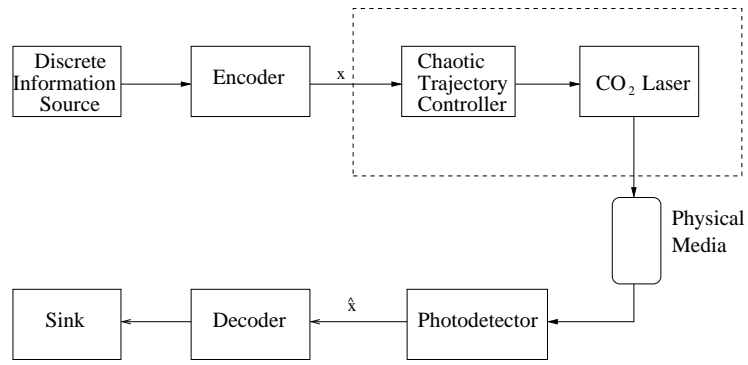 Discrete
Information
Source
Encoder
x
Chaotic
Trajectory
Controller
CO₂ Laser
Physical
Media
Sink
Decoder
x̂
Photodetector